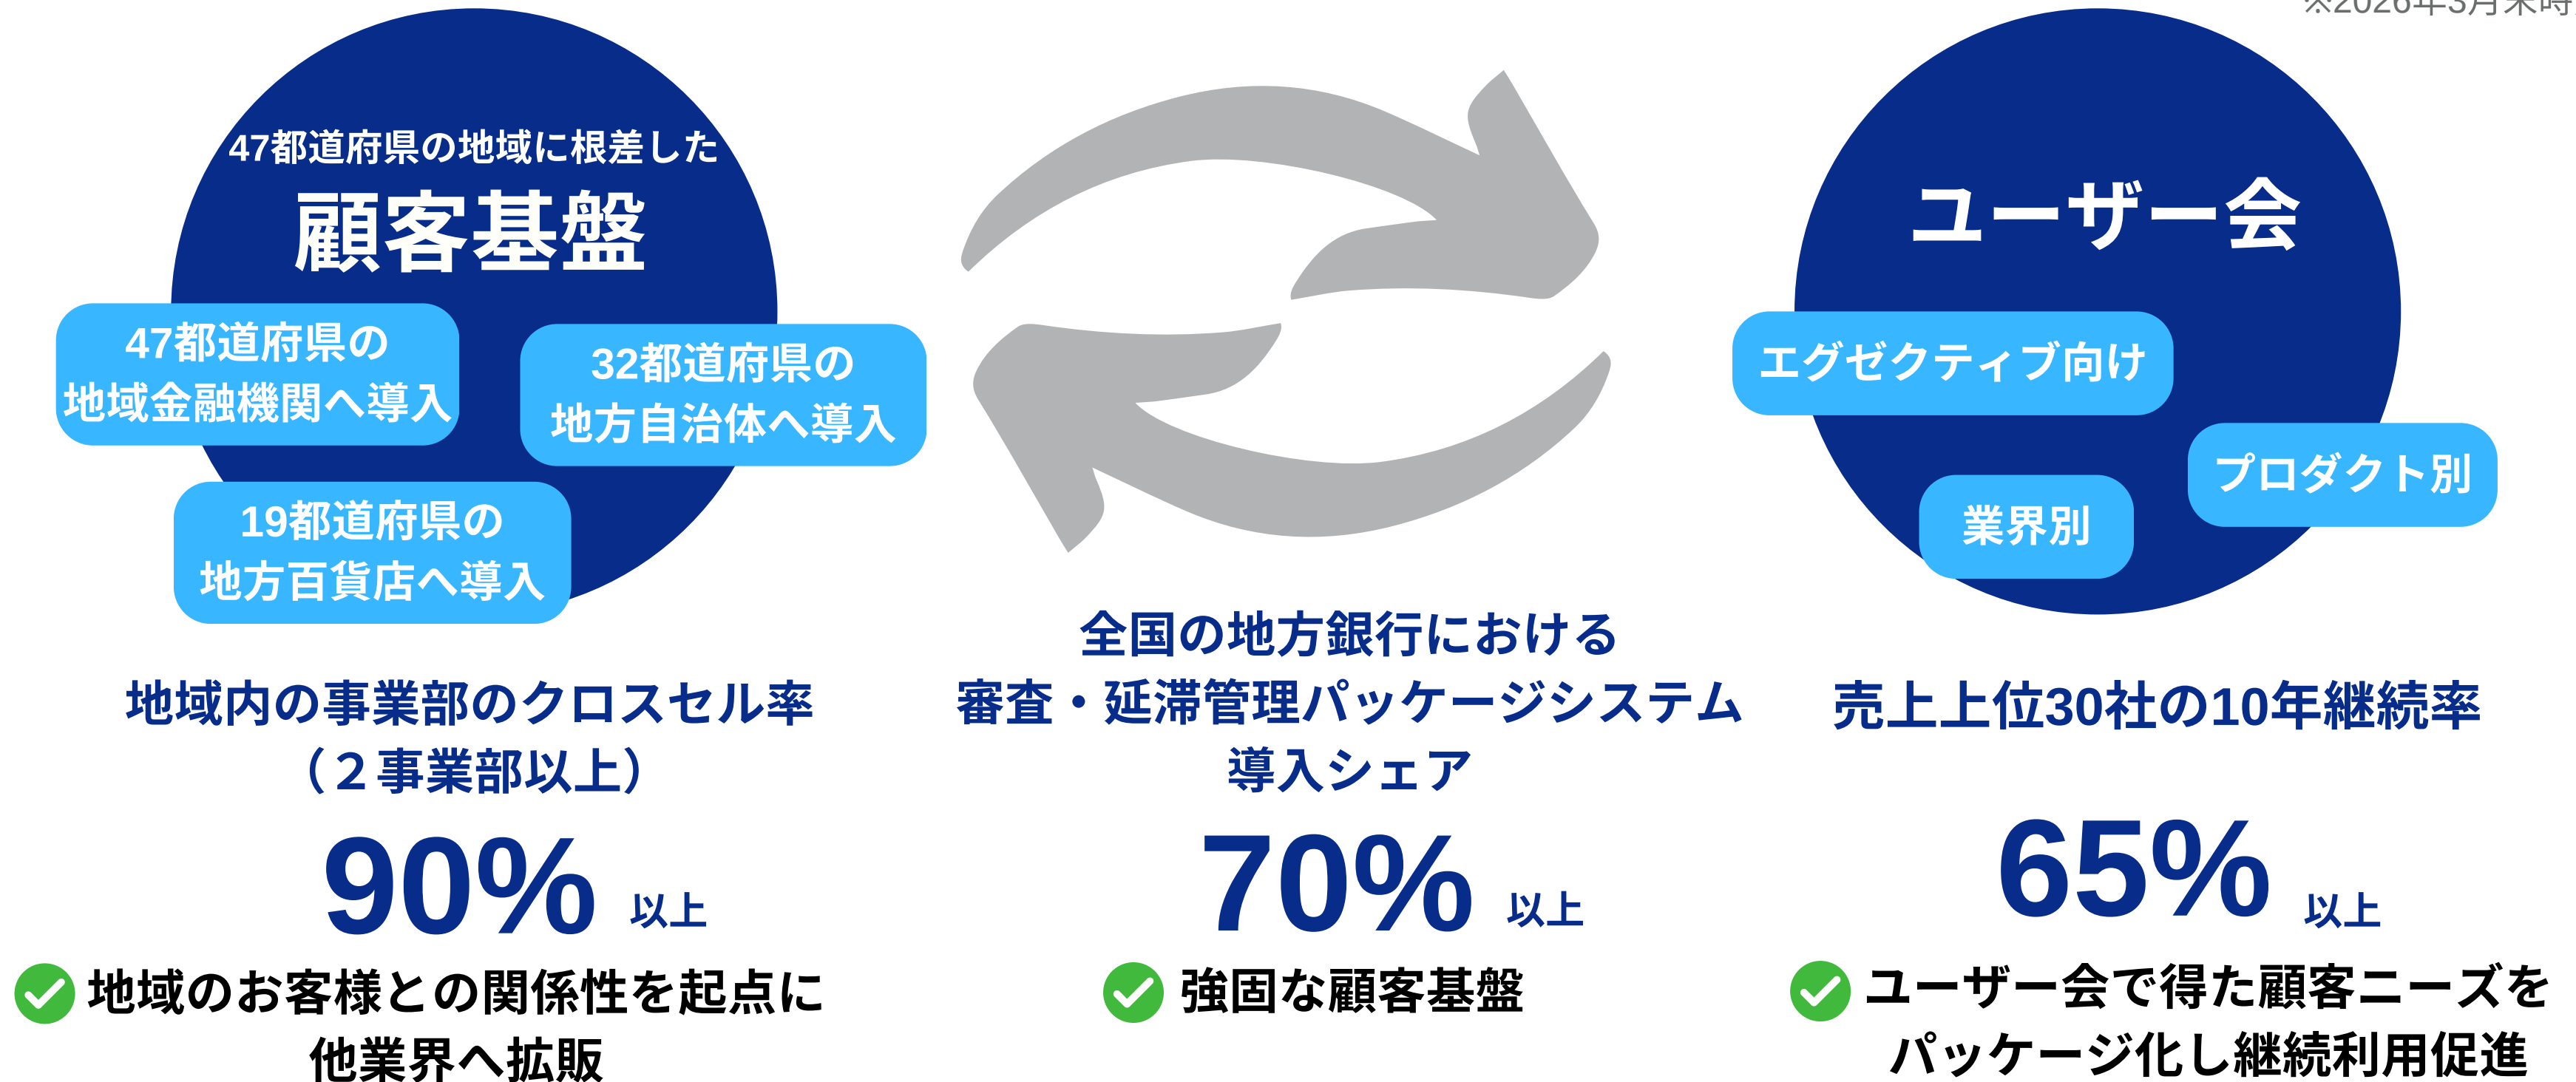 ※2026年3月末時
47都道府県の地域に根差した
顧客基盤
47都道府県の
地域金融機関へ導入
32都道府県の
地方自治体へ導入
19都道府県の
地方百貨店へ導入
ユーザー会
エグゼクティブ向け
プロダクト別
業界別
地域内の事業部のクロスセル率
（２事業部以上）
90% 以上
地域のお客様との関係性を起点に
他業界へ拡販
全国の地方銀行における
審査・延滞管理パッケージシステム
導入シェア
70% 以上
強固な顧客基盤
売上上位30社の10年継続率
65% 以上
ユーザー会で得た顧客ニーズを
パッケージ化し継続利用促進